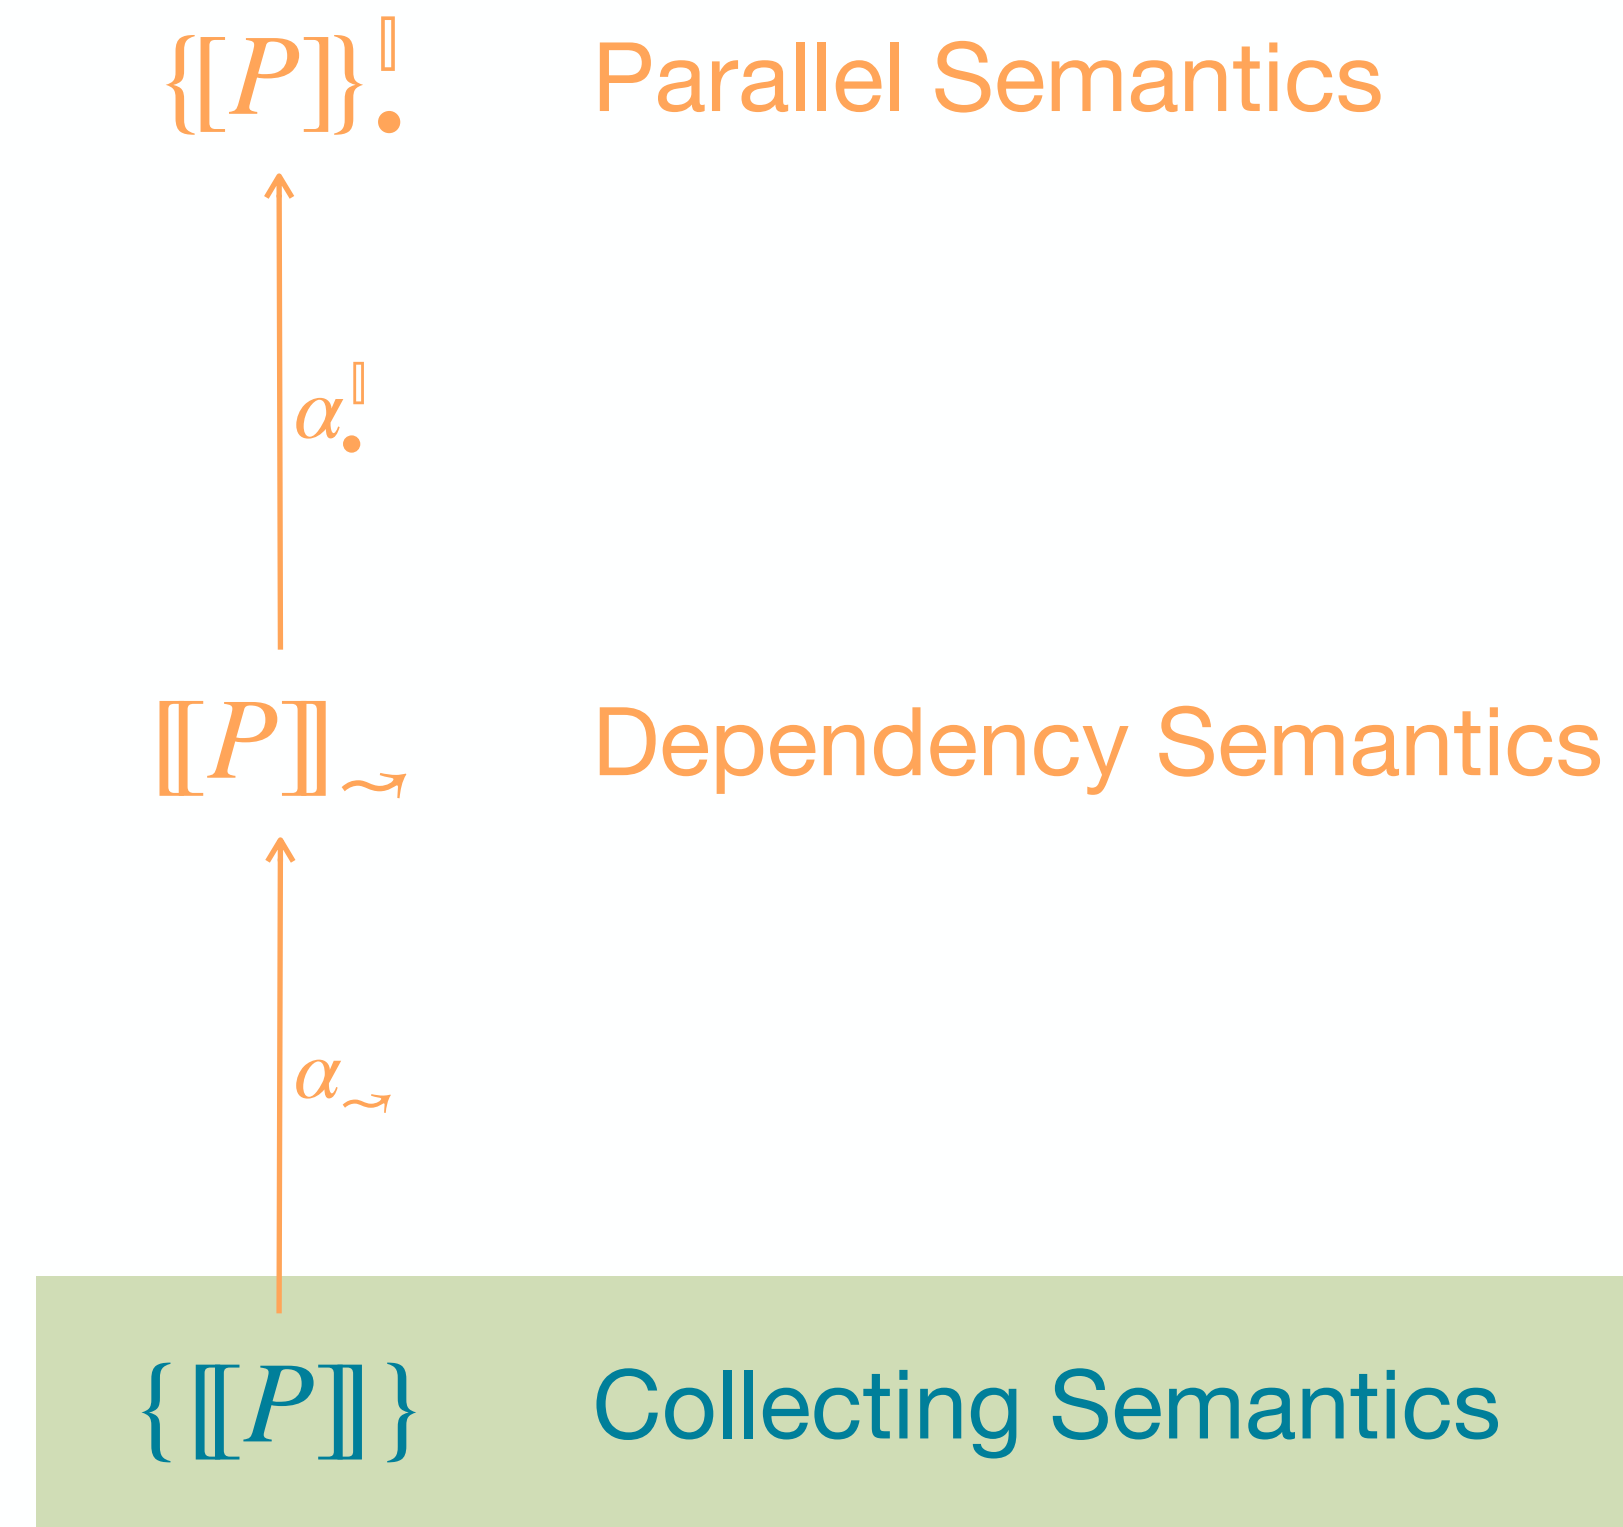 {[P]}▯• Parallel Semantics
α▯•
⟦P⟧⤳ Dependency Semantics
α⤳
{⟦P⟧} Collecting Semantics